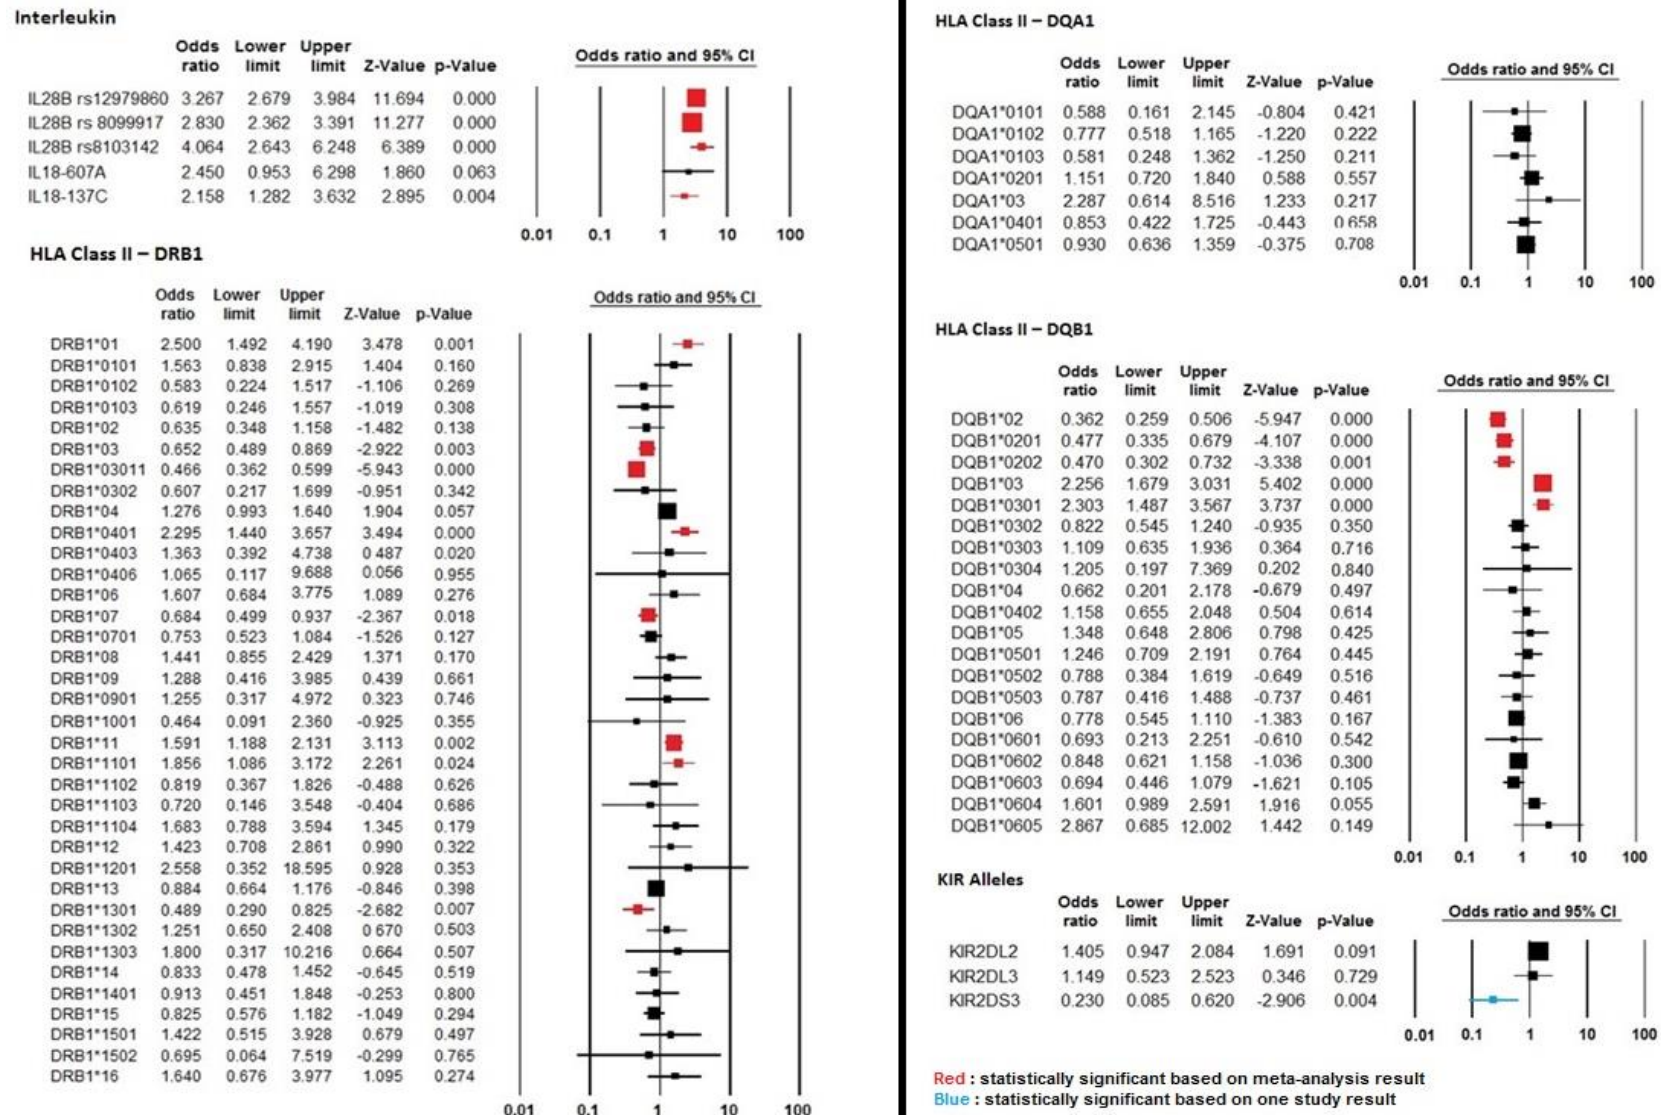 Interleukin
Odds Lower Upper
ratio limit limit Z-Value p-Value
Odds ratio and 95% CI
IL28B rs12979860 3.267 2.679 3.984 11.694 0.000
IL28B rs 8099917 2.830 2.362 3.391 11.277 0.000
IL28B rs8103142 4.064 2.643 6.248 6.389 0.000
IL18-607A 2.450 0.953 6.298 1.860 0.063
IL18-137C 2.158 1.282 3.632 2.895 0.004
0.01 0.1 1 10 100
HLA Class II – DRB1
Odds Lower Upper
ratio limit limit Z-Value p-Value
Odds ratio and 95% CI
DRB1*01 2.500 1.492 4.190 3.478 0.001
DRB1*0101 1.563 0.838 2.915 1.404 0.160
DRB1*0102 0.583 0.224 1.517 -1.106 0.269
DRB1*0103 0.619 0.246 1.557 -1.019 0.308
DRB1*02 0.635 0.348 1.158 -1.482 0.138
DRB1*03 0.652 0.489 0.869 -2.922 0.003
DRB1*03011 0.466 0.362 0.599 -5.943 0.000
DRB1*0302 0.607 0.217 1.699 -0.951 0.342
DRB1*04 1.276 0.993 1.640 1.904 0.057
DRB1*0401 2.295 1.440 3.657 3.494 0.000
DRB1*0403 1.363 0.392 4.738 0.487 0.020
DRB1*0406 1.065 0.117 9.688 0.056 0.955
DRB1*06 1.607 0.684 3.775 1.089 0.276
DRB1*07 0.684 0.499 0.937 -2.367 0.018
DRB1*0701 0.753 0.523 1.084 -1.526 0.127
DRB1*08 1.441 0.855 2.429 1.371 0.170
DRB1*09 1.288 0.416 3.985 0.439 0.661
DRB1*0901 1.255 0.317 4.972 0.323 0.746
DRB1*1001 0.464 0.091 2.360 -0.925 0.355
DRB1*11 1.591 1.188 2.131 3.113 0.002
DRB1*1101 1.856 1.086 3.172 2.261 0.024
DRB1*1102 0.819 0.367 1.826 -0.488 0.626
DRB1*1103 0.720 0.146 3.548 -0.404 0.686
DRB1*1104 1.683 0.788 3.594 1.345 0.179
DRB1*12 1.423 0.708 2.861 0.990 0.322
DRB1*1201 2.558 0.352 18.595 0.928 0.353
DRB1*13 0.884 0.664 1.176 -0.846 0.398
DRB1*1301 0.489 0.290 0.825 -2.682 0.007
DRB1*1302 1.251 0.650 2.408 0.670 0.503
DRB1*1303 1.800 0.317 10.216 0.664 0.507
DRB1*14 0.833 0.478 1.452 -0.645 0.519
DRB1*1401 0.913 0.451 1.848 -0.253 0.800
DRB1*15 0.825 0.576 1.182 -1.049 0.294
DRB1*1501 1.422 0.515 3.928 0.679 0.497
DRB1*1502 0.695 0.064 7.519 -0.299 0.765
DRB1*16 1.640 0.676 3.977 1.095 0.274
0.01 0.1 1 10 100
HLA Class II – DQA1
Odds Lower Upper
ratio limit limit Z-Value p-Value
Odds ratio and 95% CI
DQA1*0101 0.588 0.161 2.145 -0.804 0.421
DQA1*0102 0.777 0.518 1.165 -1.220 0.222
DQA1*0103 0.581 0.248 1.362 -1.250 0.211
DQA1*0201 1.151 0.720 1.840 0.588 0.557
DQA1*03 2.287 0.614 8.516 1.233 0.217
DQA1*0401 0.853 0.422 1.725 -0.443 0.658
DQA1*0501 0.930 0.636 1.359 -0.375 0.708
0.01 0.1 1 10 100
HLA Class II – DQB1
Odds Lower Upper
ratio limit limit Z-Value p-Value
Odds ratio and 95% CI
DQB1*02 0.362 0.259 0.506 -5.947 0.000
DQB1*0201 0.477 0.335 0.679 -4.107 0.000
DQB1*0202 0.470 0.302 0.732 -3.338 0.001
DQB1*03 2.256 1.679 3.031 5.402 0.000
DQB1*0301 2.303 1.487 3.567 3.737 0.000
DQB1*0302 0.822 0.545 1.240 -0.935 0.350
DQB1*0303 1.109 0.635 1.936 0.364 0.716
DQB1*0304 1.205 0.197 7.369 0.202 0.840
DQB1*04 0.662 0.201 2.178 -0.679 0.497
DQB1*0402 1.158 0.655 2.048 0.504 0.614
DQB1*05 1.348 0.648 2.806 0.798 0.425
DQB1*0501 1.246 0.709 2.191 0.764 0.445
DQB1*0502 0.788 0.384 1.619 -0.649 0.516
DQB1*0503 0.787 0.416 1.488 -0.737 0.461
DQB1*06 0.778 0.545 1.110 -1.383 0.167
DQB1*0601 0.693 0.213 2.251 -0.610 0.542
DQB1*0602 0.848 0.621 1.158 -1.036 0.300
DQB1*0603 0.694 0.446 1.079 -1.621 0.105
DQB1*0604 1.601 0.989 2.591 1.916 0.055
DQB1*0605 2.867 0.685 12.002 1.442 0.149
0.01 0.1 1 10 100
KIR Alleles
Odds Lower Upper
ratio limit limit Z-Value p-Value
Odds ratio and 95% CI
KIR2DL2 1.405 0.947 2.084 1.691 0.091
KIR2DL3 1.149 0.523 2.523 0.346 0.729
KIR2DS3 0.230 0.085 0.620 -2.906 0.004
0.01 0.1 1 10 100
Red : statistically significant based on meta-analysis result
Blue : statistically significant based on one study result